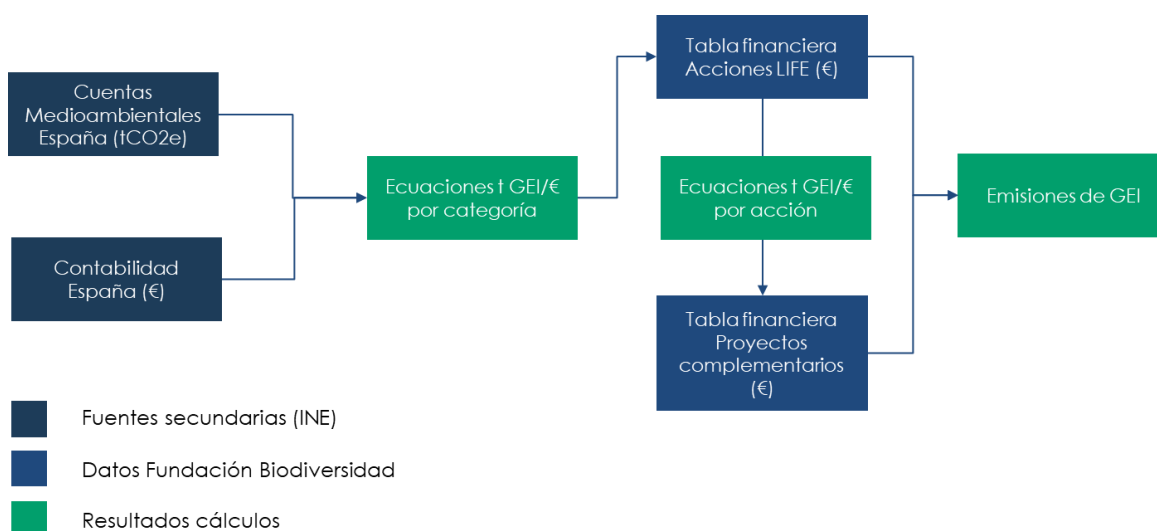 Cuentas
Medioambientales
España (tCO2e)
Contabilidad
España (€)
Ecuaciones t GEI/€
por categoría
Tabla financiera
Acciones LIFE (€)
Ecuaciones t GEI/€
por acción
Tabla financiera
Proyectos
complementarios
(€)
Emisiones de GEI
Fuentes secundarias (INE)
Datos Fundación Biodiversidad
Resultados cálculos